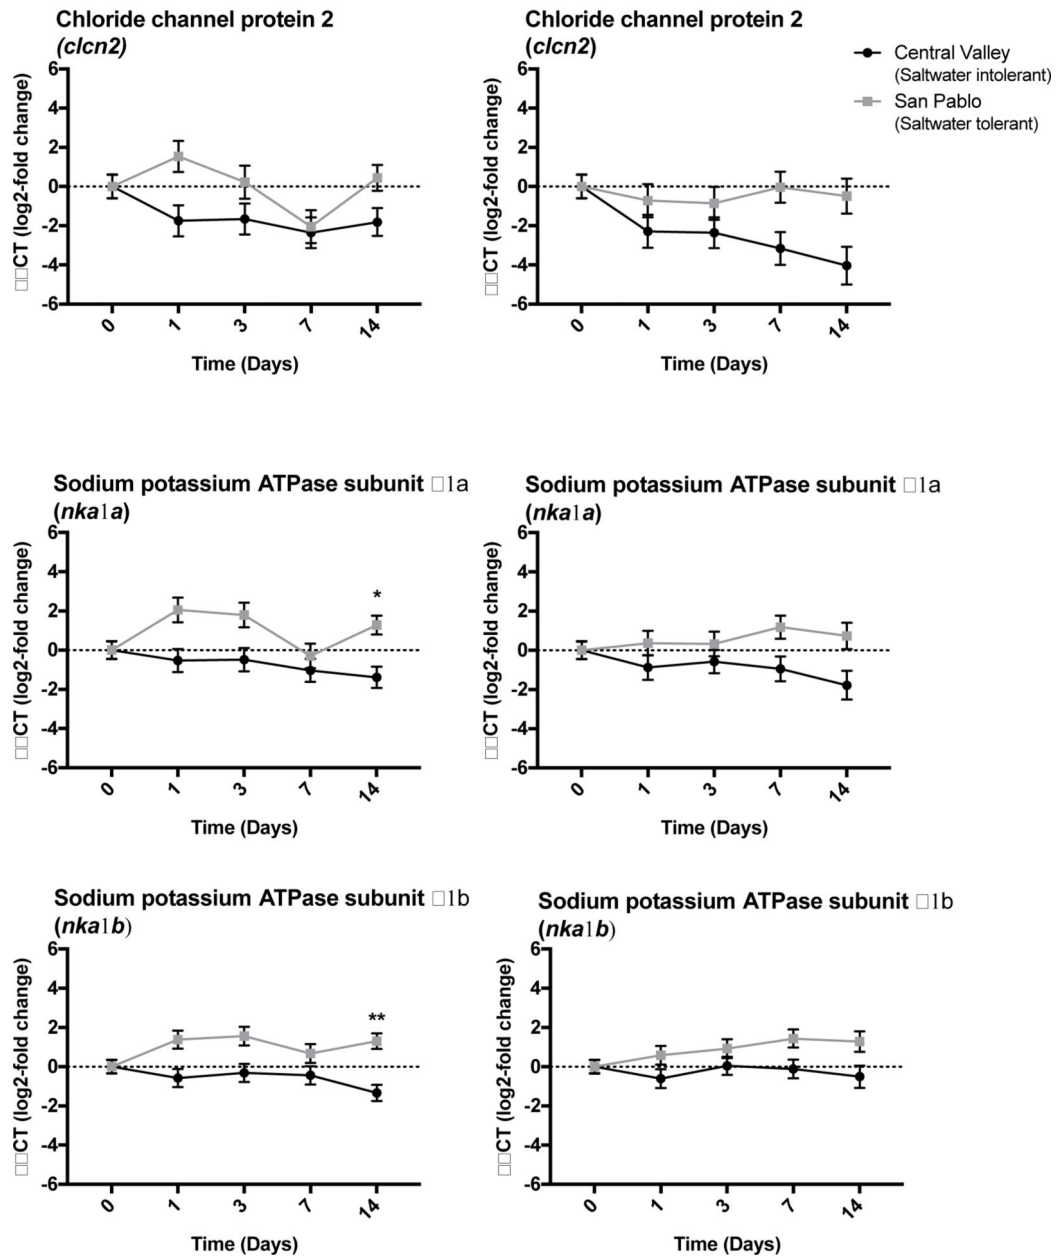 Chloride channel protein 2
(clcn2)
6
4
2
0
-2
-4
-6
□□CT (log2-fold change)
0
1
3
7
14
Time (Days)
Chloride channel protein 2
(clcn2)
6
4
2
0
-2
-4
-6
□□CT (log2-fold change)
0
1
3
7
14
Time (Days)
Central Valley
(Saltwater intolerant)
San Pablo
(Saltwater tolerant)
Sodium potassium ATPase subunit □1a
(nka1a)
6
4
2
0
-2
-4
-6
□□CT (log2-fold change)
*
0
1
3
7
14
Time (Days)
Sodium potassium ATPase subunit □1a
(nka1a)
6
4
2
0
-2
-4
-6
□□CT (log2-fold change)
0
1
3
7
14
Time (Days)
Sodium potassium ATPase subunit □1b
(nka1b)
6
4
2
0
-2
-4
-6
□□CT (log2-fold change)
**
0
1
3
7
14
Time (Days)
Sodium potassium ATPase subunit □1b
(nka1b)
6
4
2
0
-2
-4
-6
□□CT (log2-fold change)
0
1
3
7
14
Time (Days)